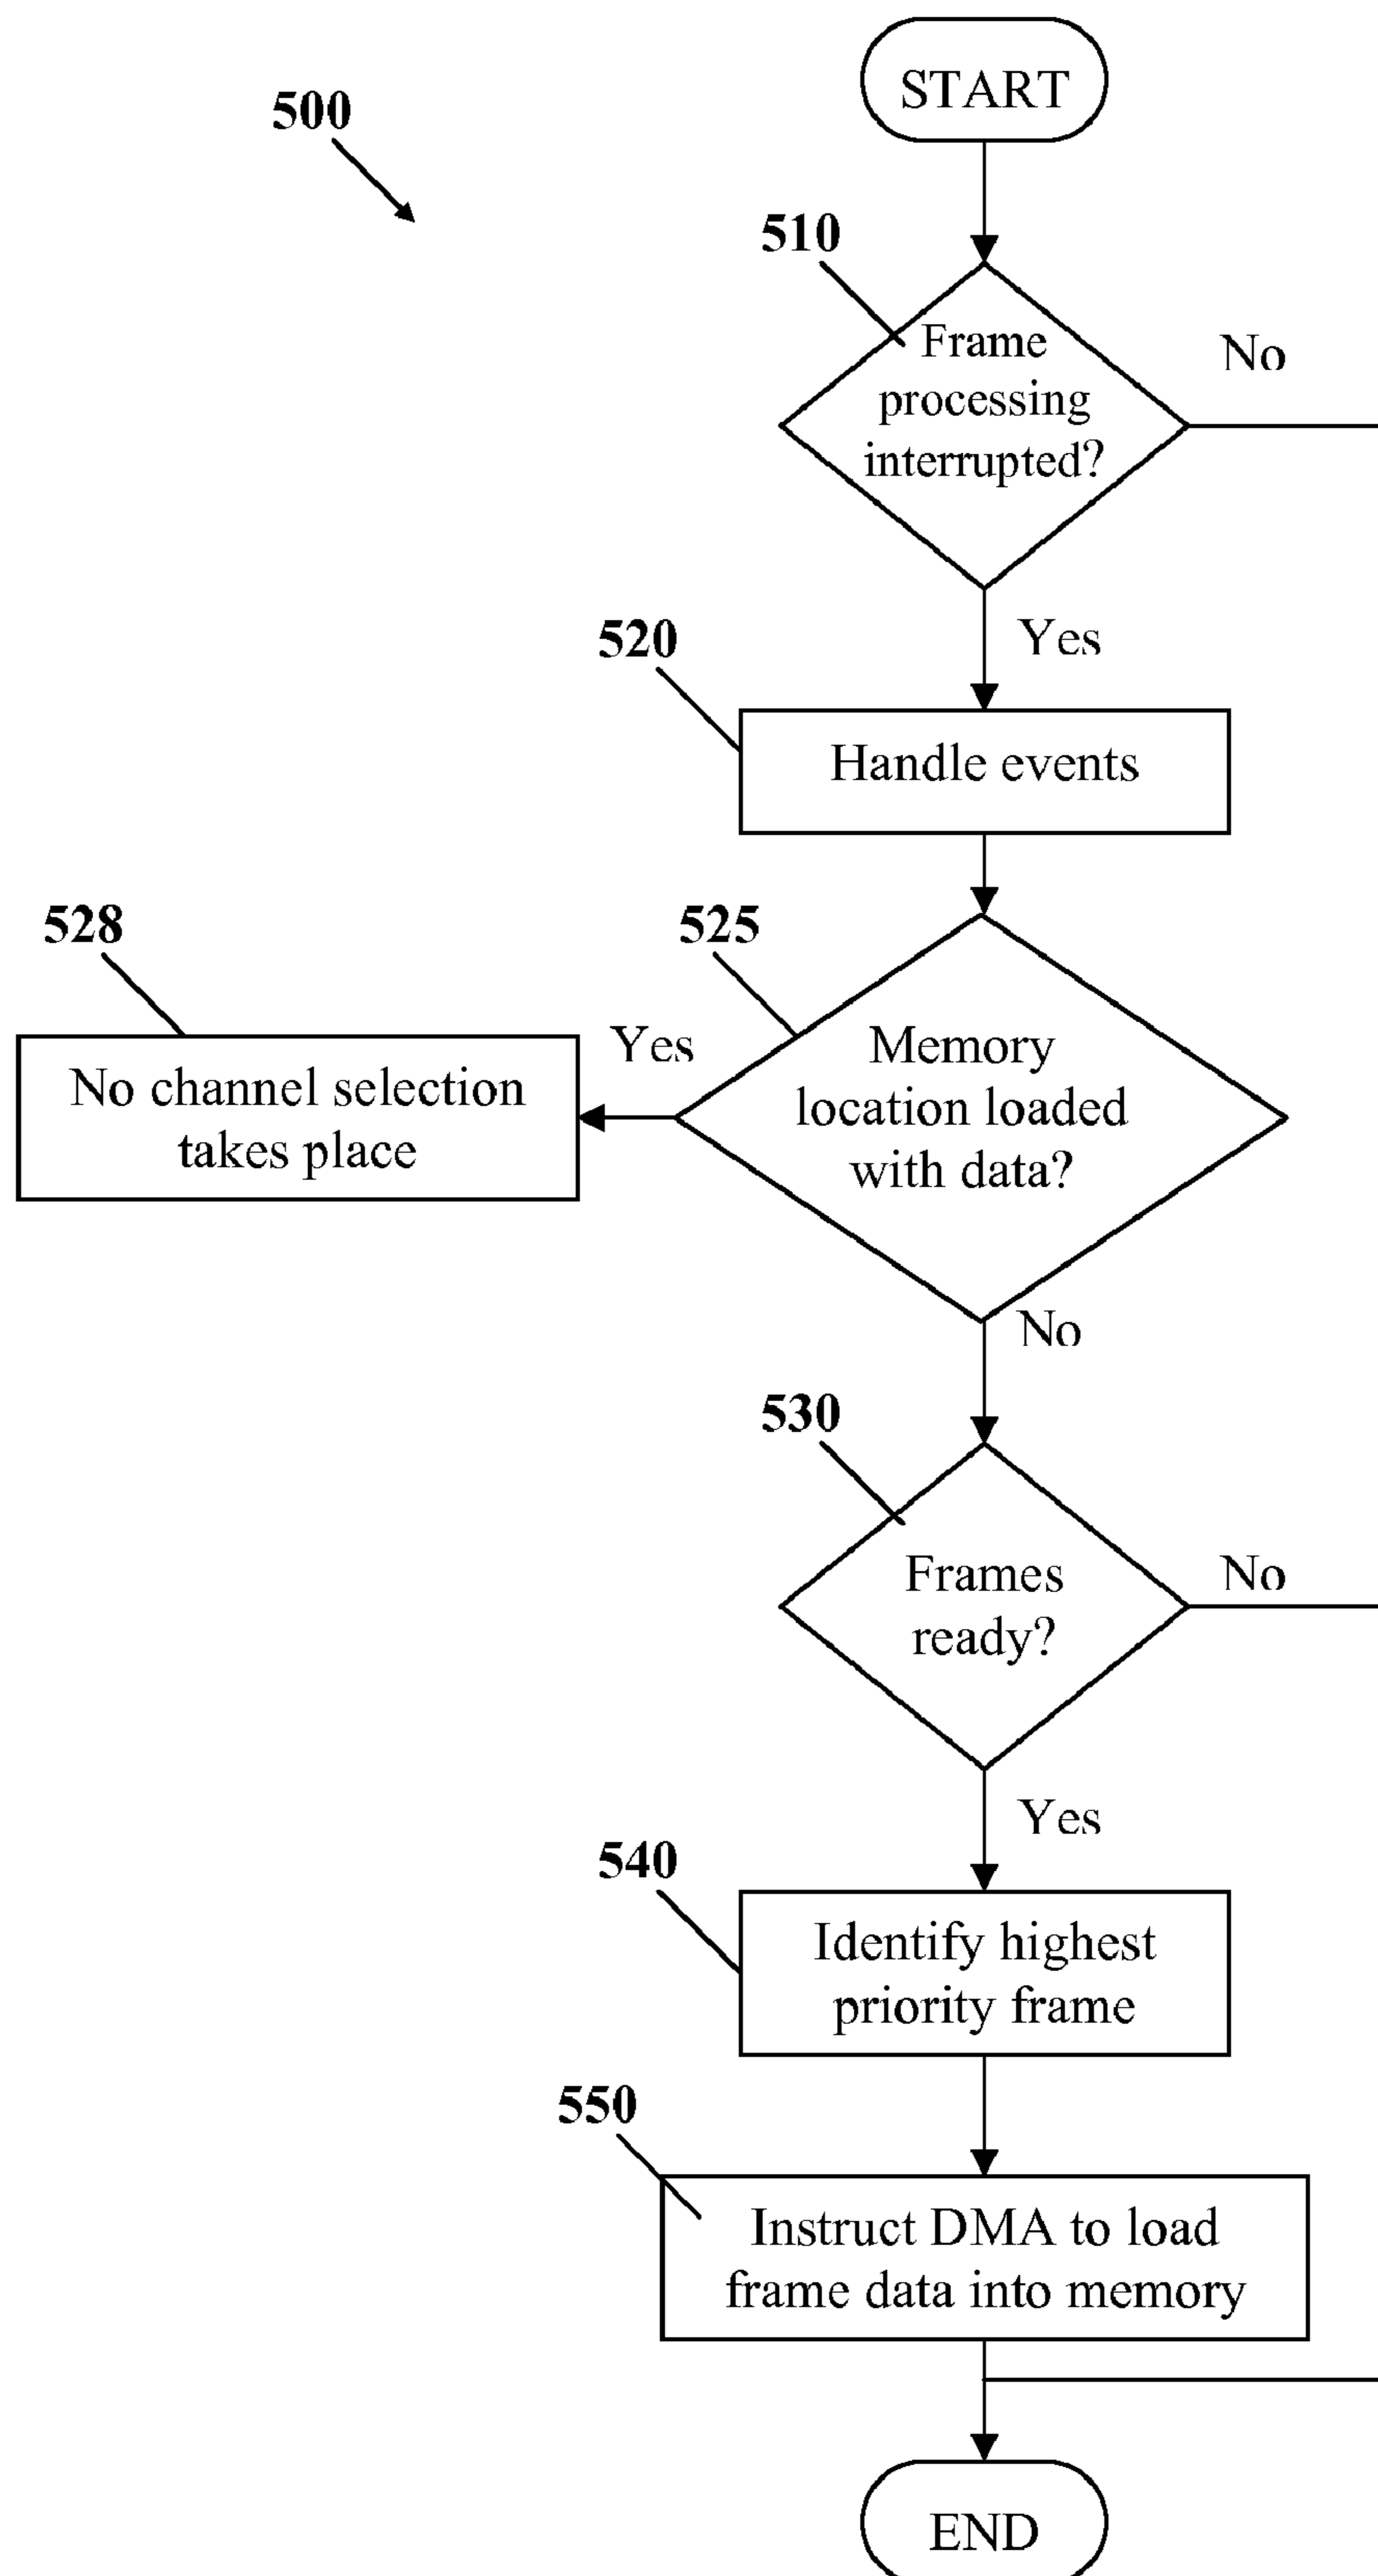 START
500
510
Frame
processing
interrupted?
No
Yes
520
Handle events
528
525
Yes
Memory
location loaded
with data?
No channel selection
takes place
No
530
Frames
ready?
No
Yes
540
Identify highest
priority frame
550
Instruct DMA to load
frame data into memory
END